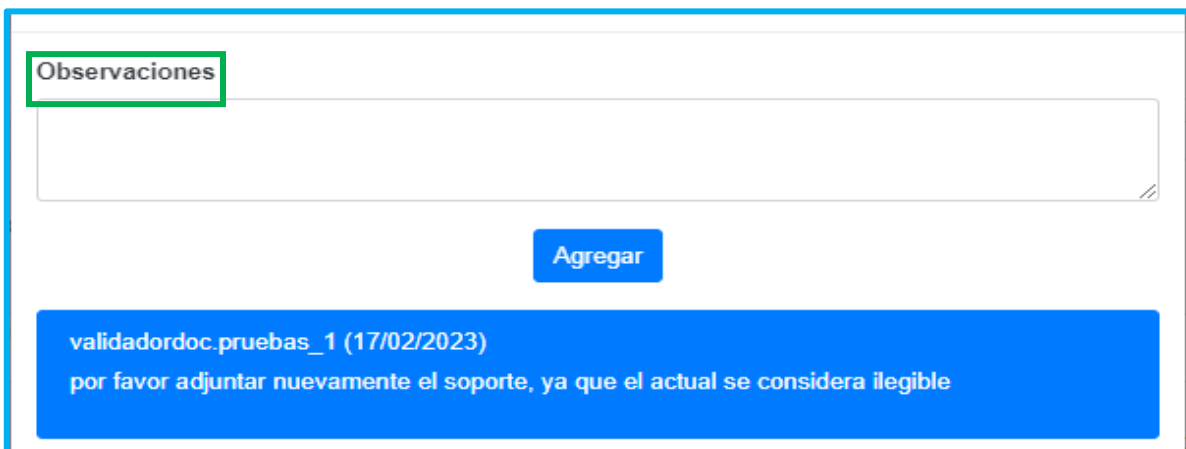 Observaciones
Agregar
validadordoc.pruebas_1 (17/02/2023)
por favor adjuntar nuevamente el soporte, ya que el actual se considera ilegible